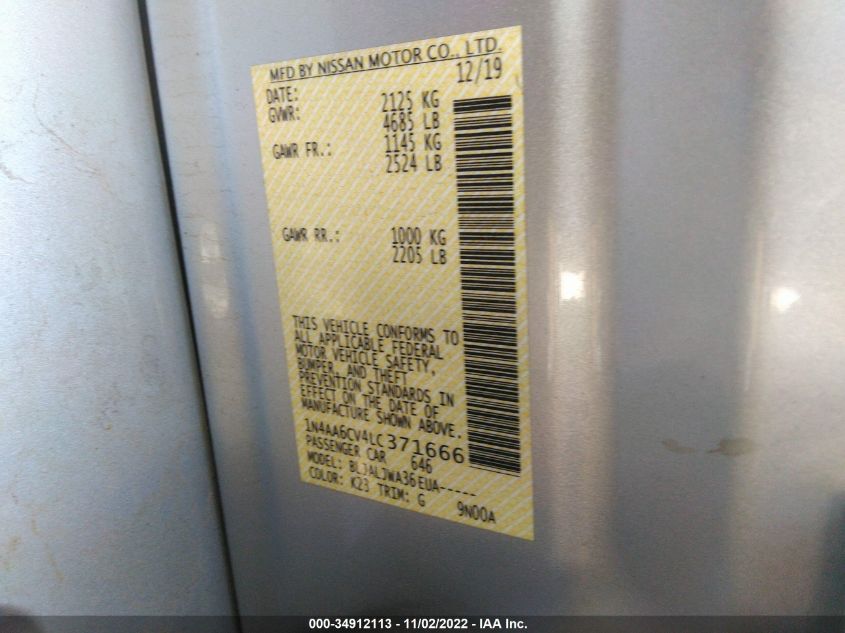 MFD BY NISSAN MOTOR CO., LTD.
DATE: 12/19
GVWR: 2125 KG
4685 LB
GAWR FR.: 1145 KG
2524 LB
GAWR RR.: 1000 KG
2205 LB
THIS VEHICLE CONFORMS TO
ALL APPLICABLE FEDERAL
MOTOR VEHICLE SAFETY,
BUMPER, AND THEFT
PREVENTION STANDARDS IN
EFFECT ON THE DATE OF
MANUFACTURE SHOWN ABOVE.
1N4AA6CV4LC371666
PASSENGER CAR 646
MODEL: BLJALJWA36EUA-----
COLOR: K23 TRIM: G 9N00A
000-34912113 - 11/02/2022 - IAA Inc.